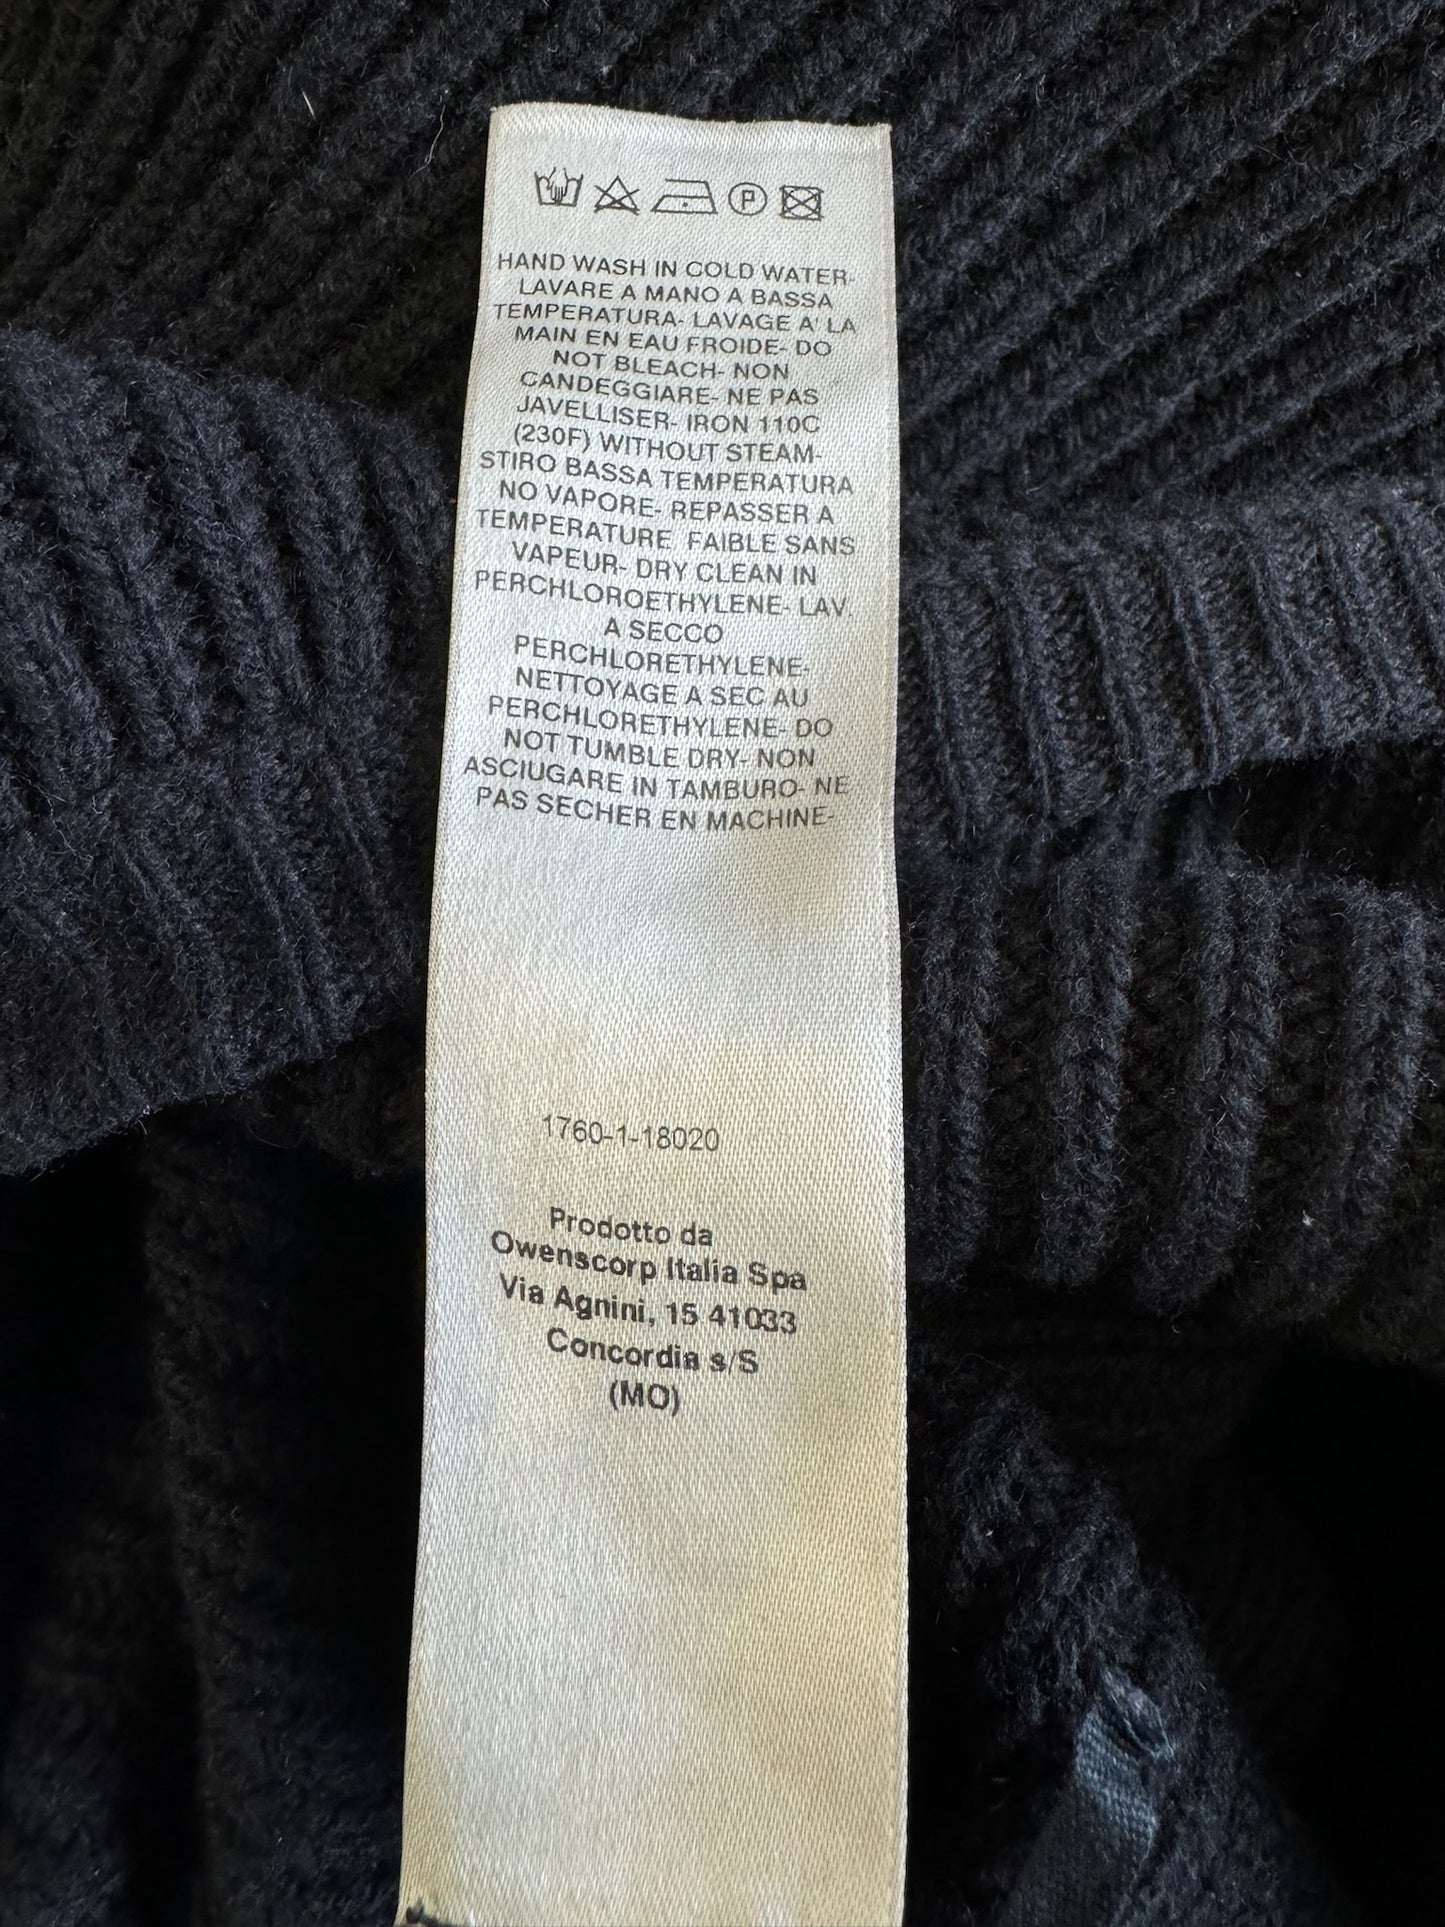 P
HAND WASH IN COLD WATER-
LAVARE A MANO A BASSA
TEMPERATURA- LAVAGE A' LA
MAIN EN EAU FROIDE- DO
NOT BLEACH- NON
CANDEGGIARE- NE PAS
JAVELLISER- IRON 110C
(230F) WITHOUT STEAM-
STIRO BASSA TEMPERATURA
NO VAPORE- REPASSER A
TEMPERATURE FAIBLE SANS
VAPEUR- DRY CLEAN IN
PERCHLOROETHYLENE- LAV.
A SECCO
PERCHLORETHYLENE-
NETTOYAGE A SEC AU
PERCHLORETHYLENE- DO
NOT TUMBLE DRY- NON
ASCIUGARE IN TAMBURO- NE
PAS SECHER EN MACHINE-
1760-1-18020
Prodotto da
Owenscorp Italia Spa
Via Agnini, 15 41033
Concordia s/S
(MO)